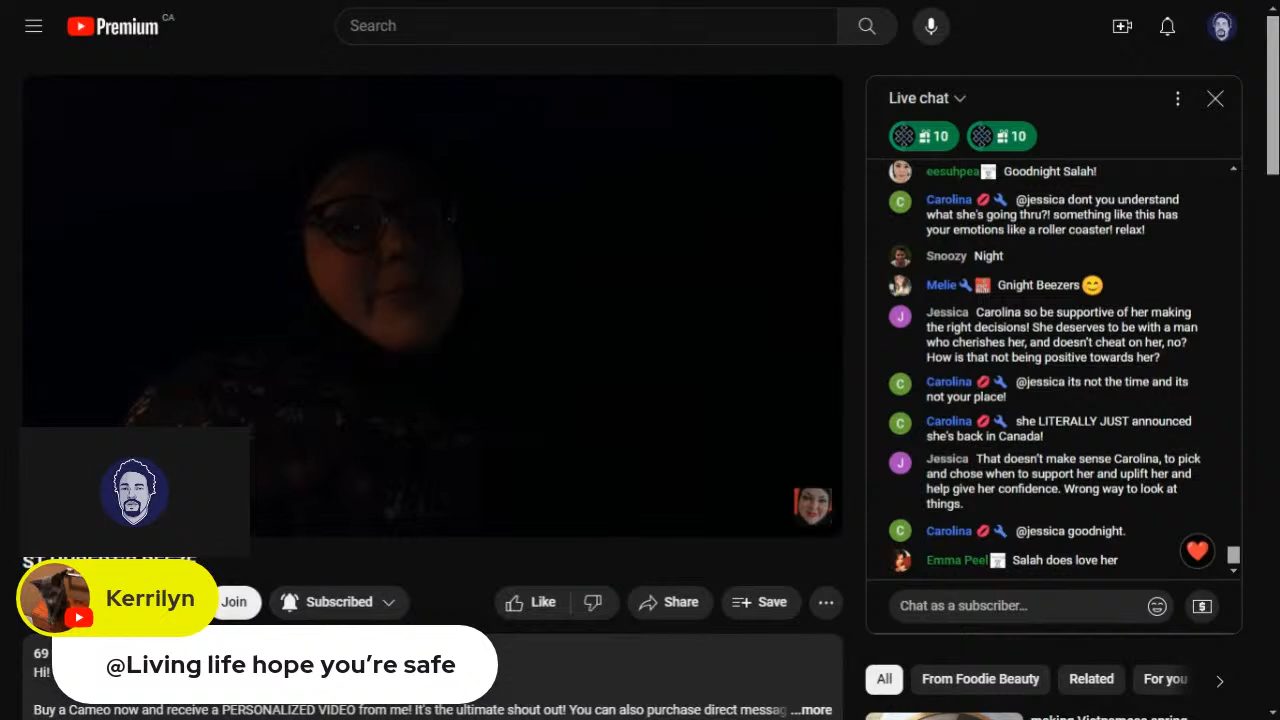 Premium CA
Search
Live chat
10
10
eesuhpea Goodnight Salah!
Carolina @jessica dont you understand
what she's going thru?! something like this has
your emotions like a roller coaster! relax!
Snoozy Night
Melie Gnight Beezers
Jessica Carolina so be supportive of her making
the right decisions! She deserves to be with a man
who cherishes her, and doesn't cheat on her, no?
How is that not being positive towards her?
Carolina @jessica its not the time and its
not your place!
Carolina she LITERALLY JUST announced
she's back in Canada!
Jessica That doesn't make sense Carolina, to pick
and chose when to support her and uplift her and
help give her confidence. Wrong way to look at
things.
Carolina @jessica goodnight.
Emma Peel Salah does love her
Chat as a subscriber...
Join
Subscribed
Like
Share
Save
Kerrilyn
@Living life hope you're safe
69
Hi!
Buy a Cameo now and receive a PERSONALIZED VIDEO from me! It's the ultimate shout out! You can also purchase direct messag ...more
All
From Foodie Beauty
Related
For you